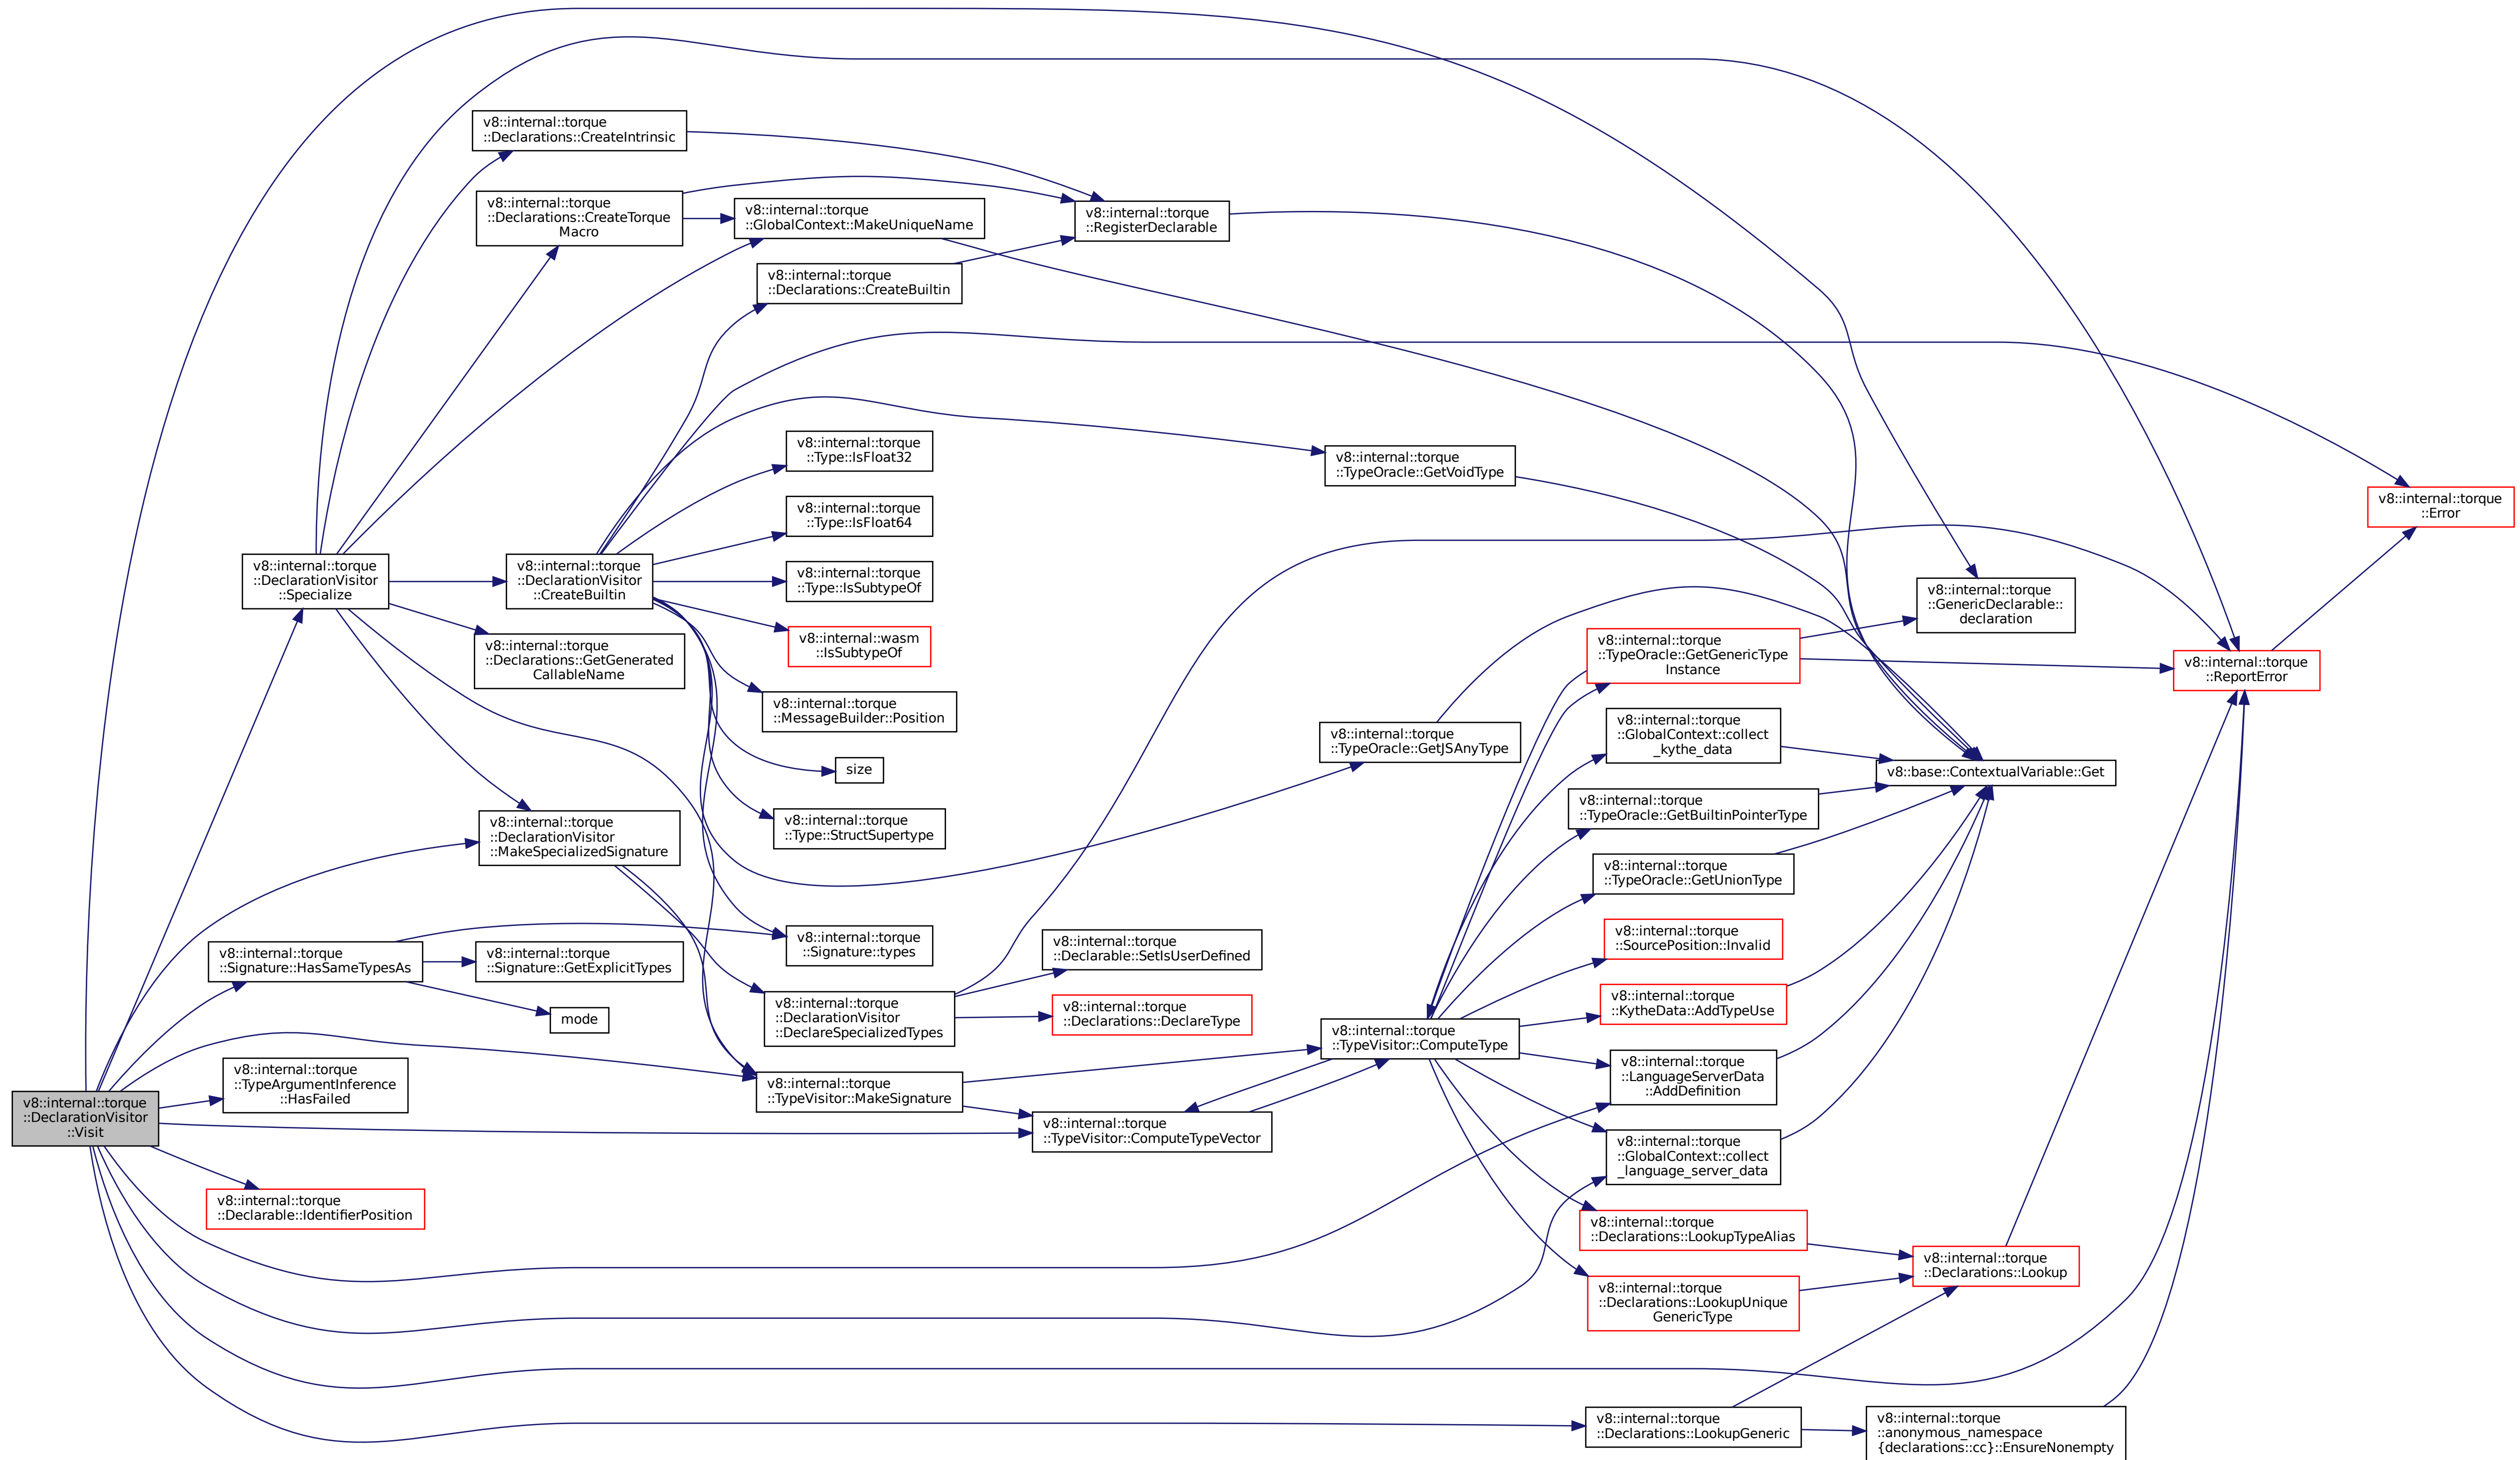 v8::internal::torque
::DeclarationVisitor
::Visit
v8::internal::torque
::DeclarationVisitor
::Specialize
v8::internal::torque
::Signature::HasSameTypesAs
v8::internal::torque
::TypeArgumentInference
::HasFailed
v8::internal::torque
::Declarable::IdentifierPosition
v8::internal::torque
::Declarations::CreateIntrinsic
v8::internal::torque
::Declarations::CreateTorque
Macro
v8::internal::torque
::DeclarationVisitor
::CreateBuiltin
v8::internal::torque
::Declarations::GetGenerated
CallableName
v8::internal::torque
::DeclarationVisitor
::MakeSpecializedSignature
v8::internal::torque
::Signature::GetExplicitTypes
mode
v8::internal::torque
::GlobalContext::MakeUniqueName
v8::internal::torque
::Declarations::CreateBuiltin
v8::internal::torque
::Type::IsFloat32
v8::internal::torque
::Type::IsFloat64
v8::internal::torque
::Type::IsSubtypeOf
v8::internal::wasm
::IsSubtypeOf
v8::internal::torque
::MessageBuilder::Position
size
v8::internal::torque
::Type::StructSupertype
v8::internal::torque
::Signature::types
v8::internal::torque
::DeclarationVisitor
::DeclareSpecializedTypes
v8::internal::torque
::TypeVisitor::MakeSignature
v8::internal::torque
::RegisterDeclarable
v8::internal::torque
::Declarable::SetIsUserDefined
v8::internal::torque
::Declarations::DeclareType
v8::internal::torque
::TypeVisitor::ComputeTypeVector
v8::internal::torque
::TypeOracle::GetVoidType
v8::internal::torque
::TypeOracle::GetJSAnyType
v8::internal::torque
::TypeVisitor::ComputeType
v8::internal::torque
::TypeOracle::GetGenericType
Instance
v8::internal::torque
::GlobalContext::collect
_kythe_data
v8::internal::torque
::TypeOracle::GetBuiltinPointerType
v8::internal::torque
::TypeOracle::GetUnionType
v8::internal::torque
::SourcePosition::Invalid
v8::internal::torque
::KytheData::AddTypeUse
v8::internal::torque
::LanguageServerData
::AddDefinition
v8::internal::torque
::GlobalContext::collect
_language_server_data
v8::internal::torque
::Declarations::LookupTypeAlias
v8::internal::torque
::Declarations::LookupUnique
GenericType
v8::internal::torque
::Declarations::LookupGeneric
v8::internal::torque
::GenericDeclarable::
declaration
v8::base::ContextualVariable::Get
v8::internal::torque
::Declarations::Lookup
v8::internal::torque
::anonymous_namespace
{declarations::cc}::EnsureNonempty
v8::internal::torque
::ReportError
v8::internal::torque
::Error